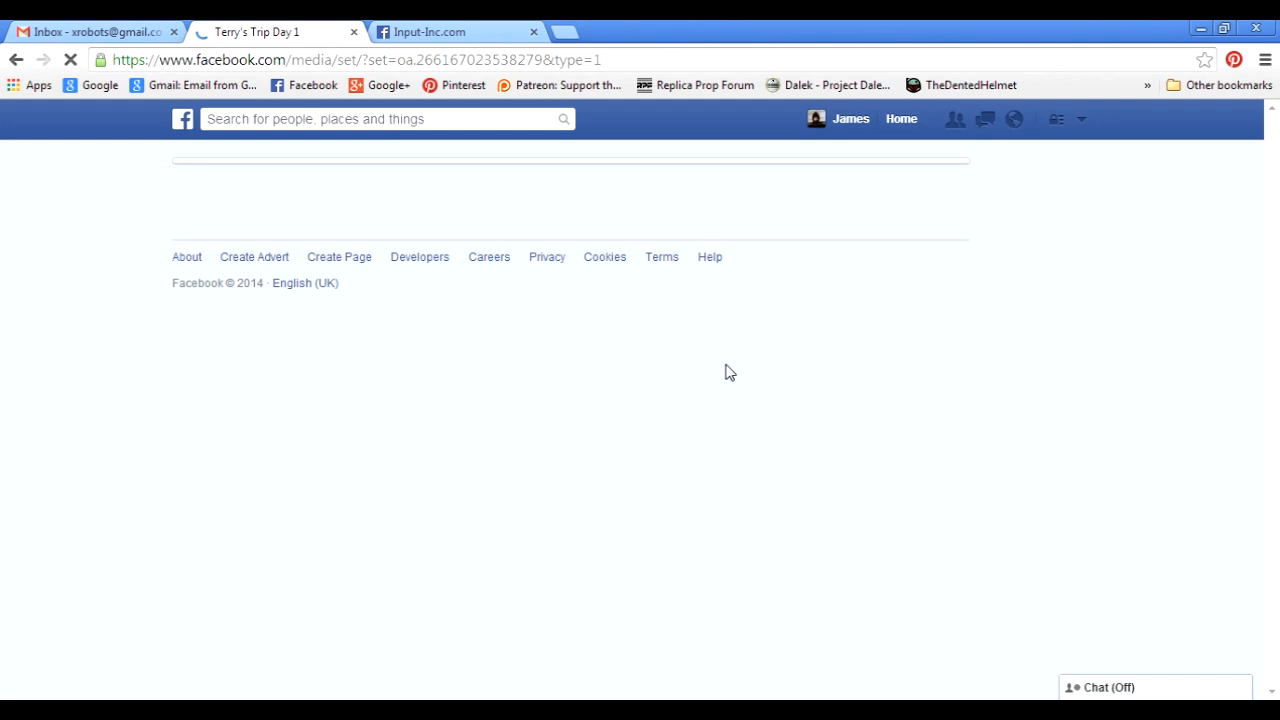 Inbox - xrobots@gmail.co
Terry's Trip Day 1
Input-Inc.com
https://www.facebook.com/media/set/?set=oa.266167023538279&type=1
Apps Google Gmail: Email from G... Facebook Google+ Pinterest Patreon: Support th... Replica Prop Forum Dalek - Project Dale... TheDentedHelmet » Other bookmarks
Search for people, places and things James Home
About Create Advert Create Page Developers Careers Privacy Cookies Terms Help
Facebook © 2014 · English (UK)
Chat (Off)